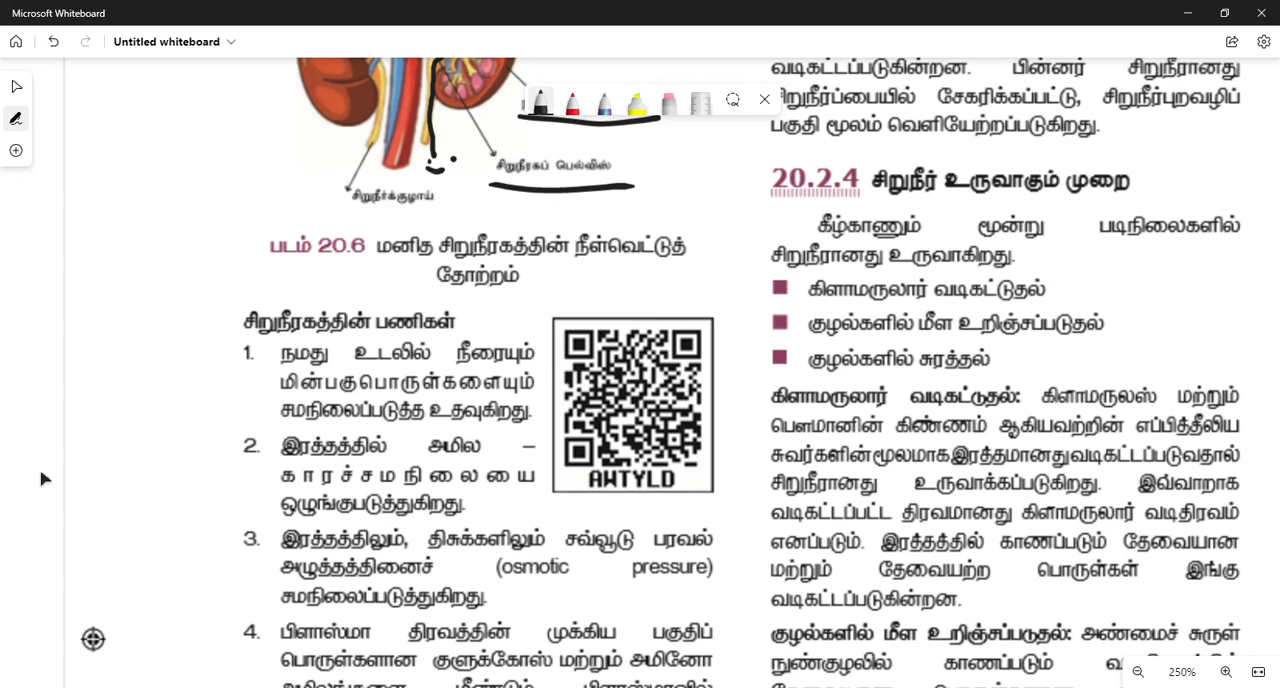 Microsoft Whiteboard
Untitled whiteboard
சிறுநீரகப் பெல்விஸ்
சிறுநீர்க்குழாய்
படம் 20.6 மனித சிறுநீரகத்தின் நீள்வெட்டுத்
தோற்றம்
சிறுநீரகத்தின் பணிகள்
1. நமது உடலில் நீரையும்
மின்பகுபொருள்களையும்
சமநிலைப்படுத்த உதவுகிறது.
2. இரத்தத்தில் அமில –
காரச்சமநிலையை
ஒழுங்குபடுத்துகிறது.
AWTYLD
3. இரத்தத்திலும், திசுக்களிலும் சவ்வூடு பரவல்
அழுத்தத்தினைச் (osmotic pressure)
சமநிலைப்படுத்துகிறது.
4. பிளாஸ்மா திரவத்தின் முக்கிய பகுதிப்
பொருள்களான குளுக்கோஸ் மற்றும் அமினோ
வடிகட்டப்படுகின்றன. பின்னர் சிறுநீரானது
சிறுநீர்ப்பையில் சேகரிக்கப்பட்டு, சிறுநீர்புறவழிப்
பகுதி மூலம் வெளியேற்றப்படுகிறது.
20.2.4 சிறுநீர் உருவாகும் முறை
கீழ்காணும் மூன்று படிநிலைகளில்
சிறுநீரானது உருவாகிறது.
கிளாமருலார் வடிகட்டுதல்
குழல்களில் மீள உறிஞ்சப்படுதல்
குழல்களில் சுரத்தல்
கிளாமருலார் வடிகட்டுதல்: கிளாமருலஸ் மற்றும்
பௌமானின் கிண்ணம் ஆகியவற்றின் எப்பித்தீலிய
சுவர்களின் மூலமாக இரத்தமானது வடிகட்டப்படுவதால்
சிறுநீரானது உருவாக்கப்படுகிறது. இவ்வாறாக
வடிகட்டப்பட்ட திரவமானது கிளாமருலார் வடிதிரவம்
எனப்படும். இரத்தத்தில் காணப்படும் தேவையான
மற்றும் தேவையற்ற பொருள்கள் இங்கு
வடிகட்டப்படுகின்றன.
குழல்களில் மீள உறிஞ்சப்படுதல்: அண்மைச் சுருள்
நுண்குழலில் காணப்படும்
250%